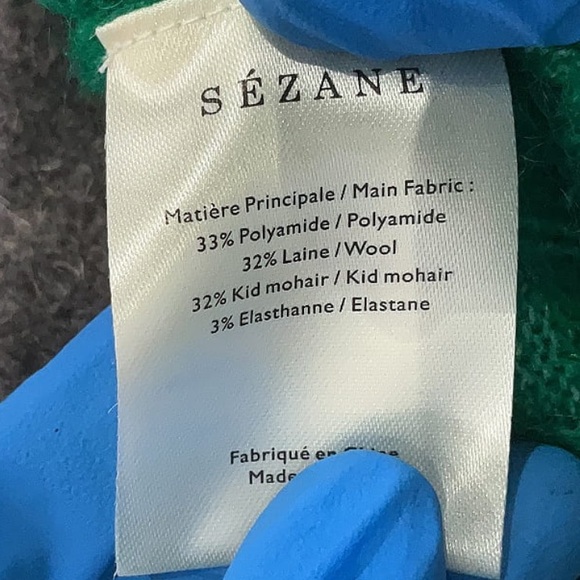 SÉZANE
Matière Principale / Main Fabric :
33% Polyamide / Polyamide
32% Laine / Wool
32% Kid mohair / Kid mohair
3% Elasthanne / Elastane
Fabriqué en
Made